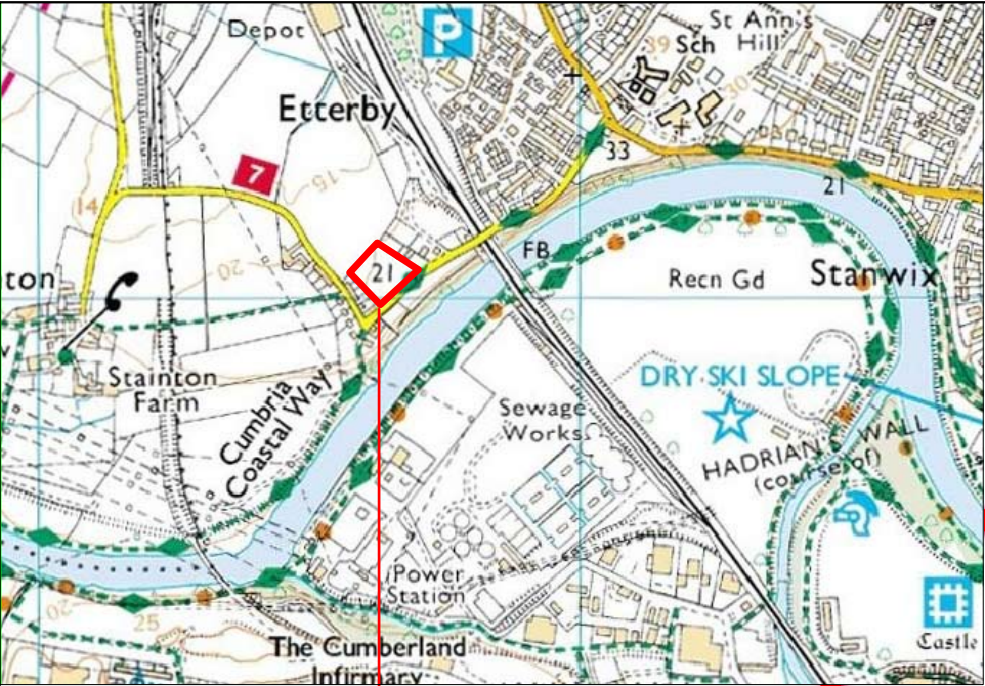 Depot
P
39
Sch
St Ann's
Hill
30
Etterby
33
7
15
14
21
20
21
FB
Recn Gd
Stanwix
ton
Stainton
Farm
Cumbria
Coastal Way
DRY SKI SLOPE
Sewage
Works
HADRIAN'S WALL
(course of)
Power
Station
20
25
The Cumberland
Infirmary
Castle